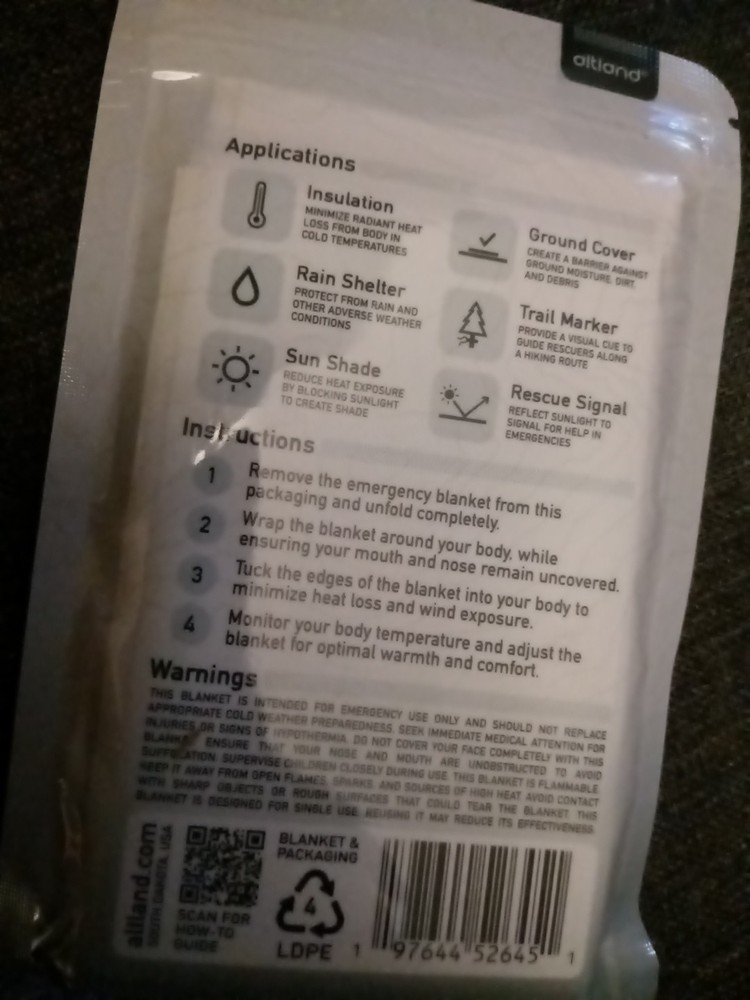 altland
Applications
Insulation
MINIMIZE RADIANT HEAT
LOSS FROM BODY IN
COLD TEMPERATURES
Ground Cover
CREATE A BARRIER AGAINST
GROUND MOISTURE, DIRT,
AND DEBRIS
Rain Shelter
PROTECT FROM RAIN AND
OTHER ADVERSE WEATHER
CONDITIONS
Trail Marker
PROVIDE A VISUAL CUE TO
GUIDE RESCUERS ALONG
A HIKING ROUTE
Sun Shade
REDUCE HEAT EXPOSURE
BY BLOCKING SUNLIGHT
TO CREATE SHADE
Rescue Signal
REFLECT SUNLIGHT TO
SIGNAL FOR HELP IN
EMERGENCIES
Instructions
1 Remove the emergency blanket from this
packaging and unfold completely.
2 Wrap the blanket around your body, while
ensuring your mouth and nose remain uncovered.
3 Tuck the edges of the blanket into your body to
minimize heat loss and wind exposure.
4 Monitor your body temperature and adjust the
blanket for optimal warmth and comfort.
Warnings
THIS BLANKET IS INTENDED FOR EMERGENCY USE ONLY AND SHOULD NOT REPLACE
APPROPRIATE COLD WEATHER PREPAREDNESS. SEEK IMMEDIATE MEDICAL ATTENTION FOR
INJURIES OR SIGNS OF HYPOTHERMIA. DO NOT COVER YOUR FACE COMPLETELY WITH THIS
BLANKET. ENSURE THAT YOUR NOSE AND MOUTH ARE UNOBSTRUCTED TO AVOID
SUFFOCATION. SUPERVISE CHILDREN CLOSELY DURING USE. THIS BLANKET IS FLAMMABLE.
KEEP IT AWAY FROM OPEN FLAMES, SPARKS, AND SOURCES OF HIGH HEAT. AVOID CONTACT
WITH SHARP OBJECTS OR ROUGH SURFACES THAT COULD TEAR THE BLANKET. THIS
BLANKET IS DESIGNED FOR SINGLE USE. REUSING IT MAY REDUCE ITS EFFECTIVENESS.
altland.com
SOUTH DAKOTA, USA
SCAN FOR
HOW-TO
GUIDE
BLANKET &
PACKAGING
4
LDPE
1 97644 52645 1